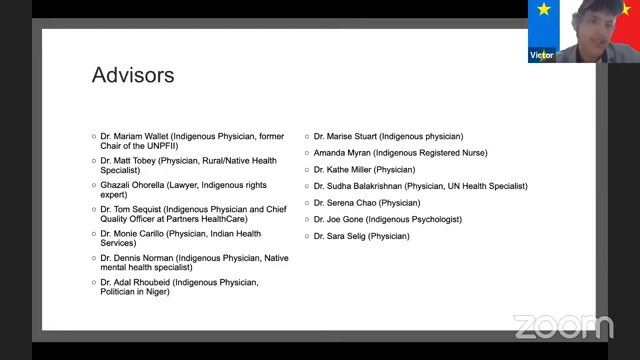 Victor
Advisors
Dr. Mariam Wallet (Indigenous Physician, former
Chair of the UNPFII)
Dr. Matt Tobey (Physician, Rural/Native Health
Specialist)
Ghazali Ohorella (Lawyer, Indigenous rights
expert)
Dr. Tom Sequist (Indigenous Physician and Chief
Quality Officer at Partners HealthCare)
Dr. Monie Carillo (Physician, Indian Health
Services)
Dr. Dennis Norman (Indigenous Physician, Native
mental health specialist)
Dr. Adal Rhoubeid (Indigenous Physician,
Politician in Niger)
Dr. Marise Stuart (Indigenous physician)
Amanda Myran (Indigenous Registered Nurse)
Dr. Kathe Miller (Physician)
Dr. Sudha Balakrishnan (Physician, UN Health Specialist)
Dr. Serena Chao (Physician)
Dr. Joe Gone (Indigenous Psychologist)
Dr. Sara Selig (Physician)
zoom